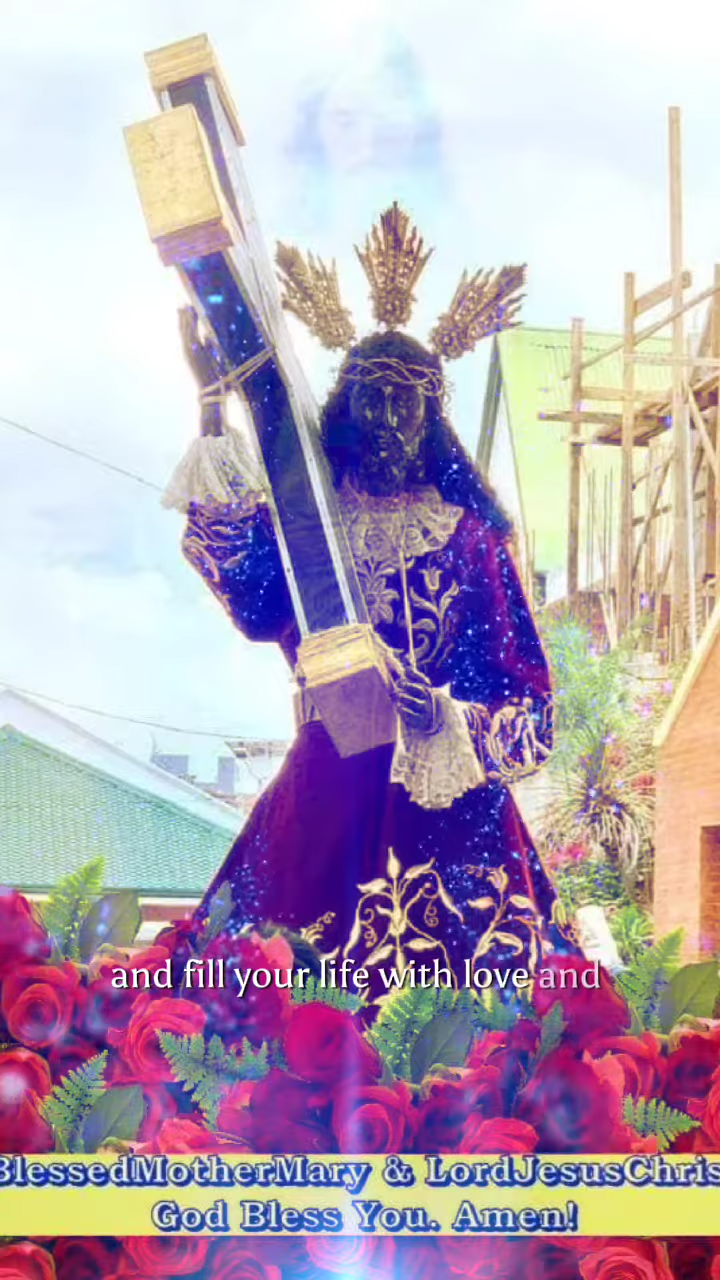 and fill your life with love and
BlessedMotherMary & LordJesusChris
God Bless You. Amen!